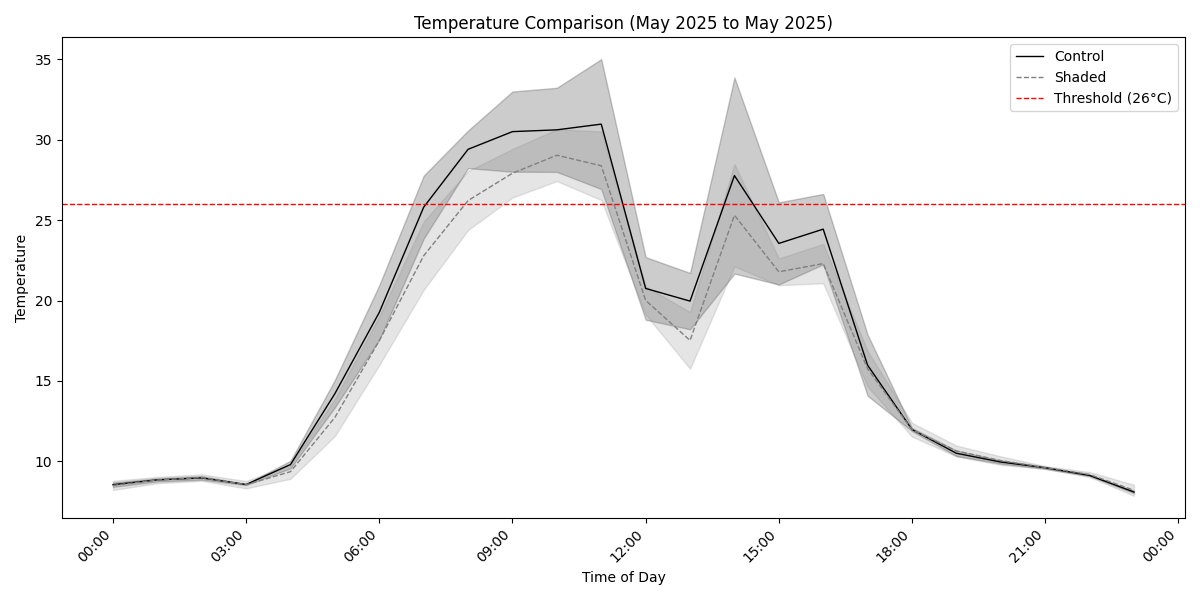 Temperature Comparison (May 2025 to May 2025)
Control
Shaded
Threshold (26°C)
Temperature
35
30
25
20
15
10
00:00
03:00
06:00
09:00
12:00
15:00
18:00
21:00
00:00
Time of Day